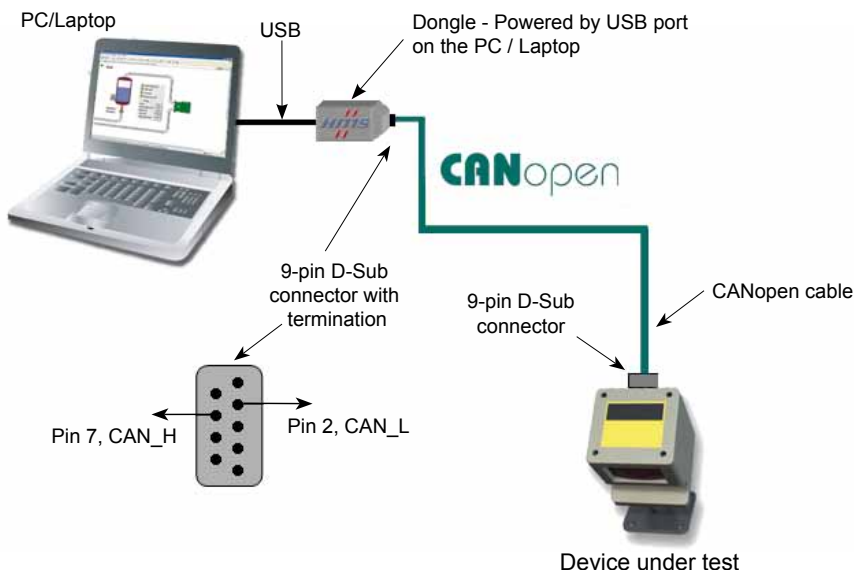 PC/Laptop
USB
Dongle - Powered by USB port
on the PC / Laptop
HMS
CANopen
9-pin D-Sub
connector with
termination
9-pin D-Sub
connector
CANopen cable
Pin 7, CAN_H
Pin 2, CAN_L
Device under test